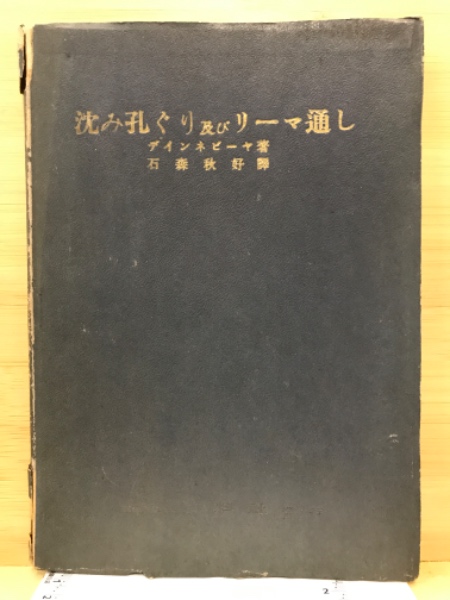 沈み孔ぐり及びリーマ通し
デインネビーヤ著
石森秋好譯